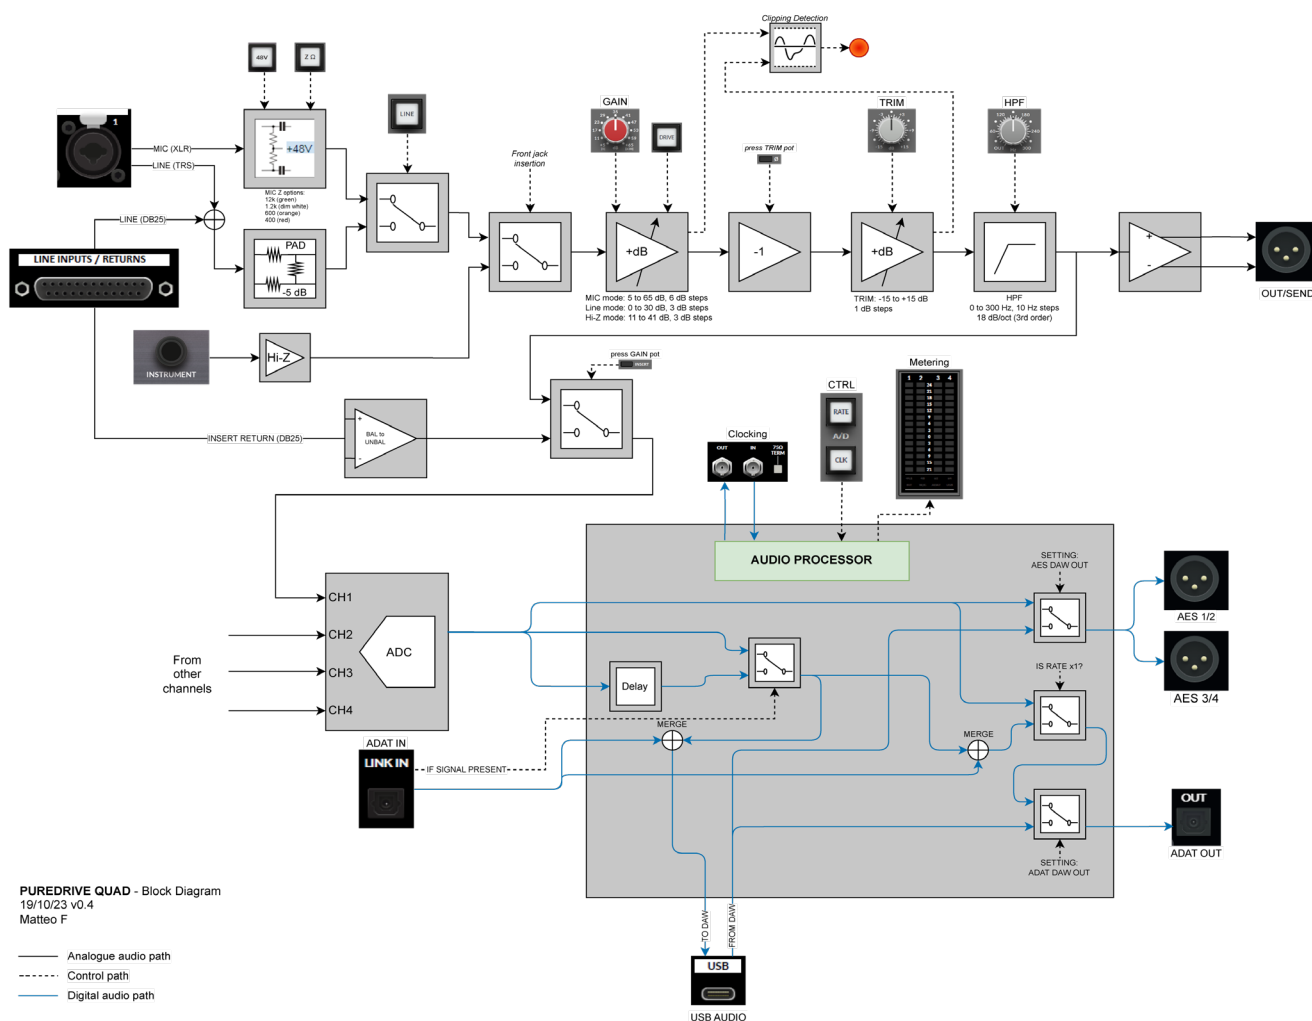 Clipping Detection
48V
Z Ω
LINE
GAIN
DRIVE
TRIM
HPF
1
MIC (XLR)
LINE (TRS)
+48V
MIC Z options:
12k (green)
1.2k (dim white)
600 (orange)
400 (red)
Front jack
insertion
press TRIM pot
Ø
LINE (DB25)
PAD
-5 dB
LINE INPUTS / RETURNS
+dB
-1
+dB
+
-
OUT/SEND
MIC mode: 5 to 65 dB, 6 dB steps
Line mode: 0 to 30 dB, 3 dB steps
Hi-Z mode: 11 to 41 dB, 3 dB steps
TRIM: -15 to +15 dB
1 dB steps
HPF
0 to 300 Hz, 10 Hz steps
18 dB/oct (3rd order)
INSTRUMENT
Hi-Z
press GAIN pot
INSERT
Metering
1 2 3 4
CTRL
RATE
A/D
CLK
INSERT RETURN (DB25)
+
BAL to
UNBAL
-
Clocking
OUT
IN
75Ω
TERM
AUDIO PROCESSOR
SETTING:
AES DAW OUT
AES 1/2
AES 3/4
CH1
CH2
CH3
CH4
ADC
From
other
channels
Delay
IS RATE x1?
MERGE
MERGE
ADAT IN
LINK IN
IF SIGNAL PRESENT
OUT
ADAT OUT
SETTING:
ADAT DAW OUT
TO DAW
FROM DAW
USB
USB AUDIO
PUREDRIVE QUAD - Block Diagram
19/10/23 v0.4
Matteo F
Analogue audio path
Control path
Digital audio path